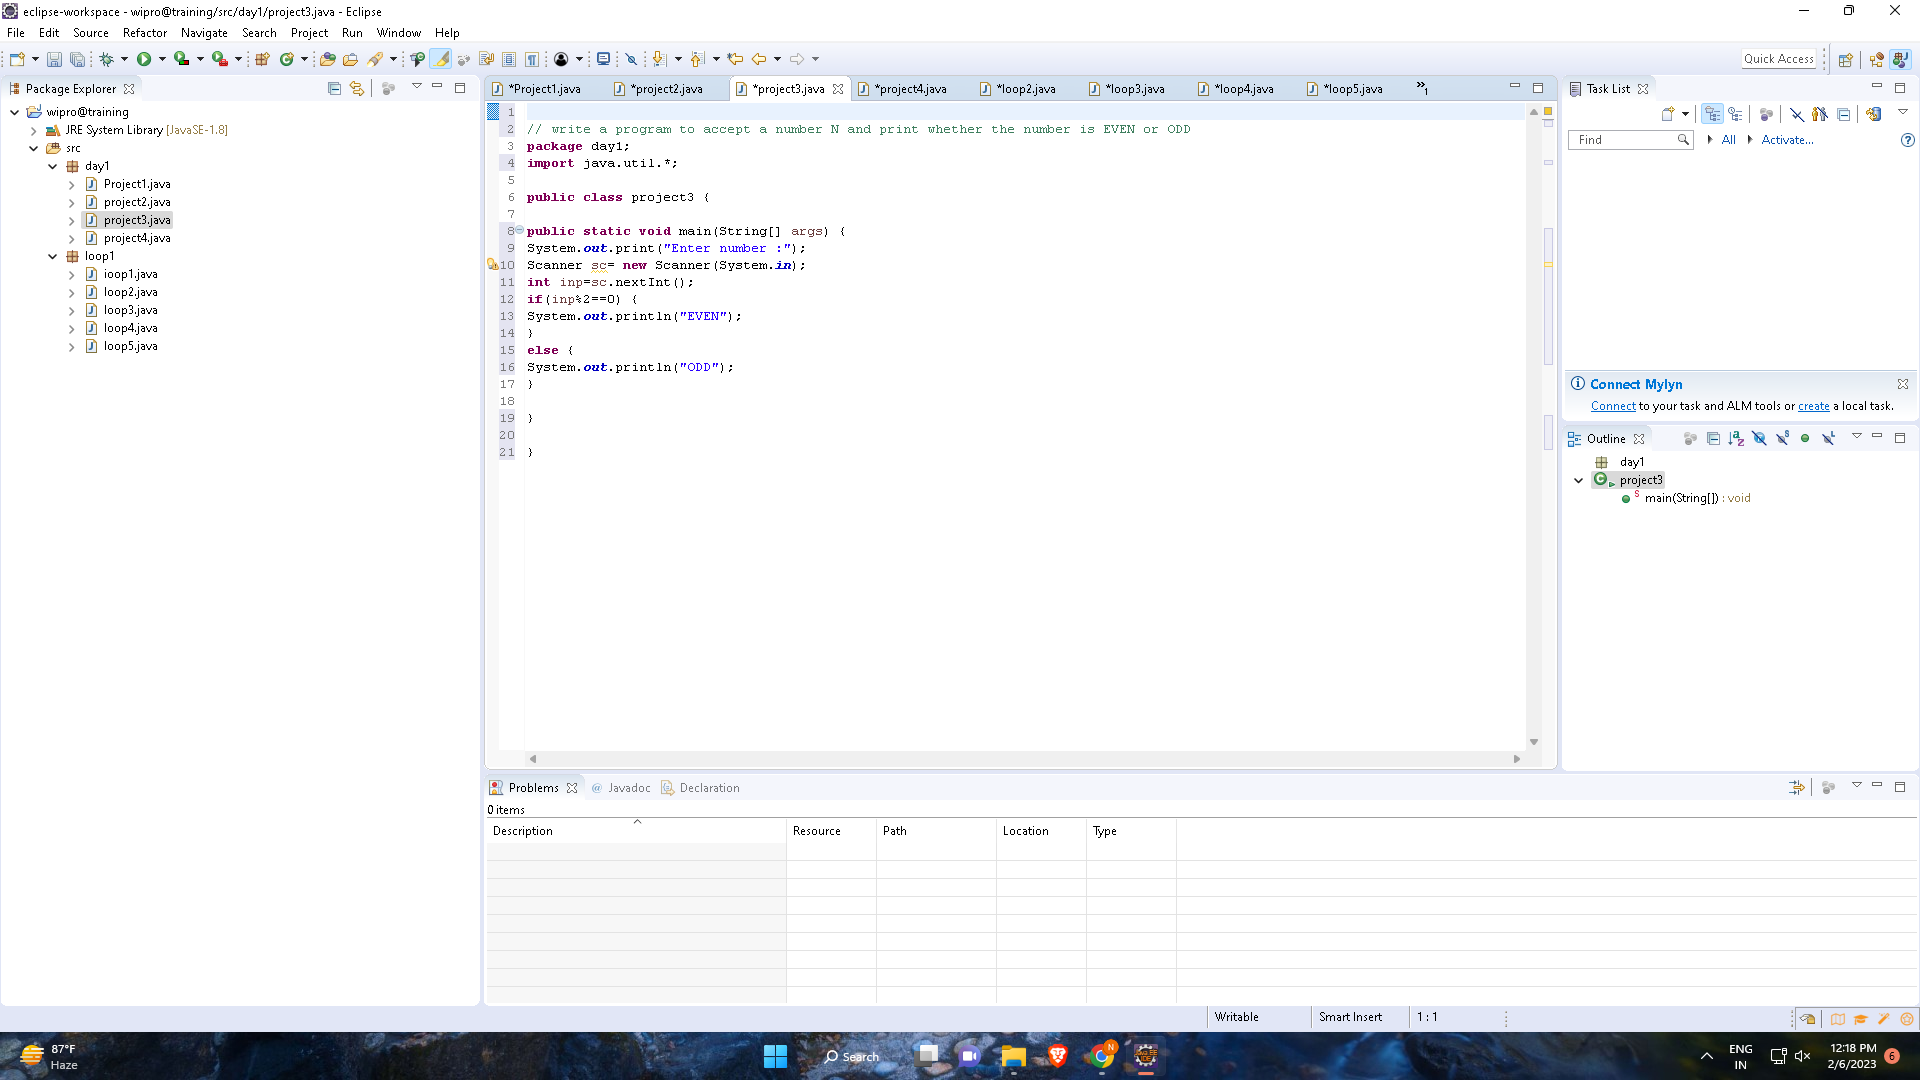 eclipse-workspace - wipro@training/src/day1/project3.java - Eclipse
File Edit Source Refactor Navigate Search Project Run Window Help
Quick Access
Package Explorer
wipro@training
JRE System Library [JavaSE-1.8]
src
day1
Project1.java
project2.java
project3.java
project4.java
loop1
ioop1.java
loop2.java
loop3.java
loop4.java
loop5.java
*Project1.java *project2.java *project3.java *project4.java *loop2.java *loop3.java *loop4.java *loop5.java »1
1
2 // write a program to accept a number N and print whether the number is EVEN or ODD
3 package day1;
4 import java.util.*;
5
6 public class project3 {
7
8 public static void main(String[] args) {
9 System.out.print("Enter number :");
10 Scanner sc= new Scanner(System.in);
11 int inp=sc.nextInt();
12 if(inp%2==0) {
13 System.out.println("EVEN");
14 }
15 else {
16 System.out.println("ODD");
17 }
18
19 }
20
21 }
Task List
Find All Activate...
Connect Mylyn
Connect to your task and ALM tools or create a local task.
Outline
day1
project3
main(String[]) : void
Problems @ Javadoc Declaration
0 items
Description Resource Path Location Type
Writable Smart Insert 1 : 1
87°F
Haze
Search
N
Java EE
IDE
ENG
IN
12:18 PM
2/6/2023
6